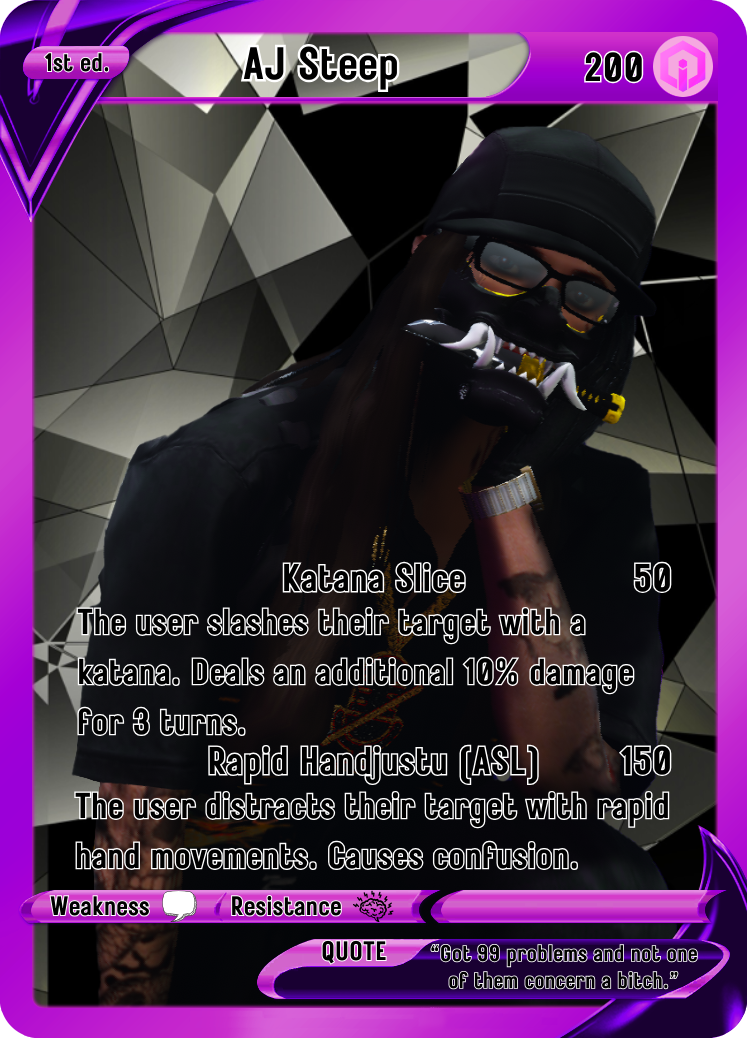 1st ed.
AJ Steep
200
Katana Slice 50
The user slashes their target with a
katana. Deals an additional 10% damage
for 3 turns.
Rapid Handjustu (ASL) 150
The user distracts their target with rapid
hand movements. Causes confusion.
Weakness Resistance
QUOTE
“Got 99 problems and not one
of them concern a bitch.”